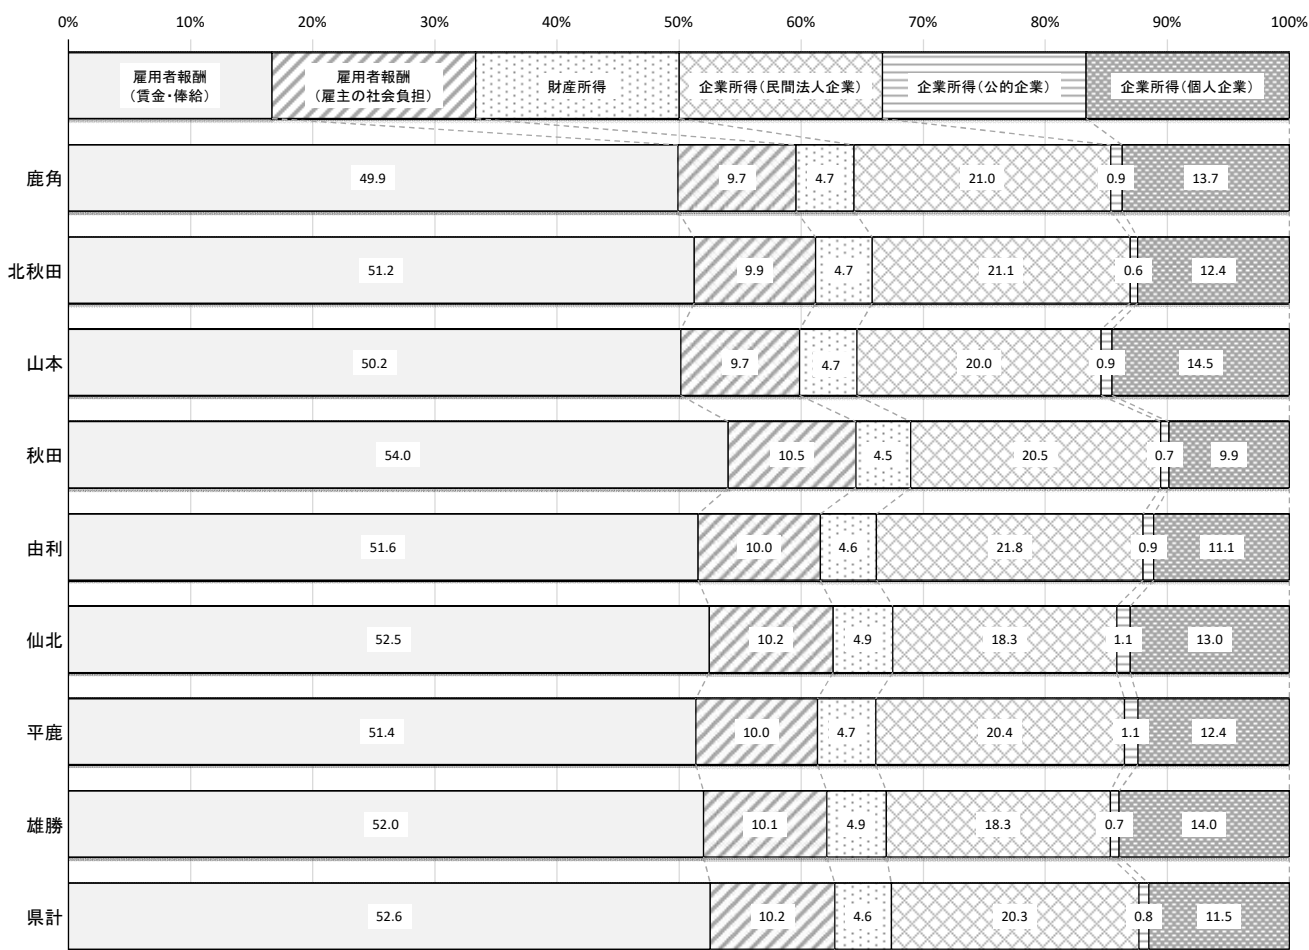 0% 10% 20% 30% 40% 50% 60% 70% 80% 90% 100%
雇用者報酬
(賃金・俸給)
雇用者報酬
(雇主の社会負担)
財産所得
企業所得(民間法人企業)
企業所得(公的企業)
企業所得(個人企業)
鹿角 49.9 9.7 4.7 21.0 0.9 13.7
北秋田 51.2 9.9 4.7 21.1 0.6 12.4
山本 50.2 9.7 4.7 20.0 0.9 14.5
秋田 54.0 10.5 4.5 20.5 0.7 9.9
由利 51.6 10.0 4.6 21.8 0.9 11.1
仙北 52.5 10.2 4.9 18.3 1.1 13.0
平鹿 51.4 10.0 4.7 20.4 1.1 12.4
雄勝 52.0 10.1 4.9 18.3 0.7 14.0
県計 52.6 10.2 4.6 20.3 0.8 11.5